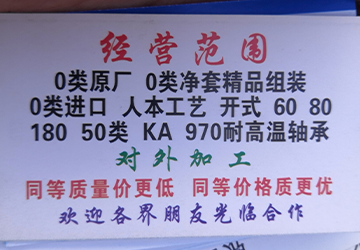 经营范围
0类原厂 0类净套精品组装
0类进口 人本工艺 开式 60 80
180 50类 KA 970耐高温轴承
对外加工
同等质量价更低 同等价格质更优
欢迎各界朋友光临合作